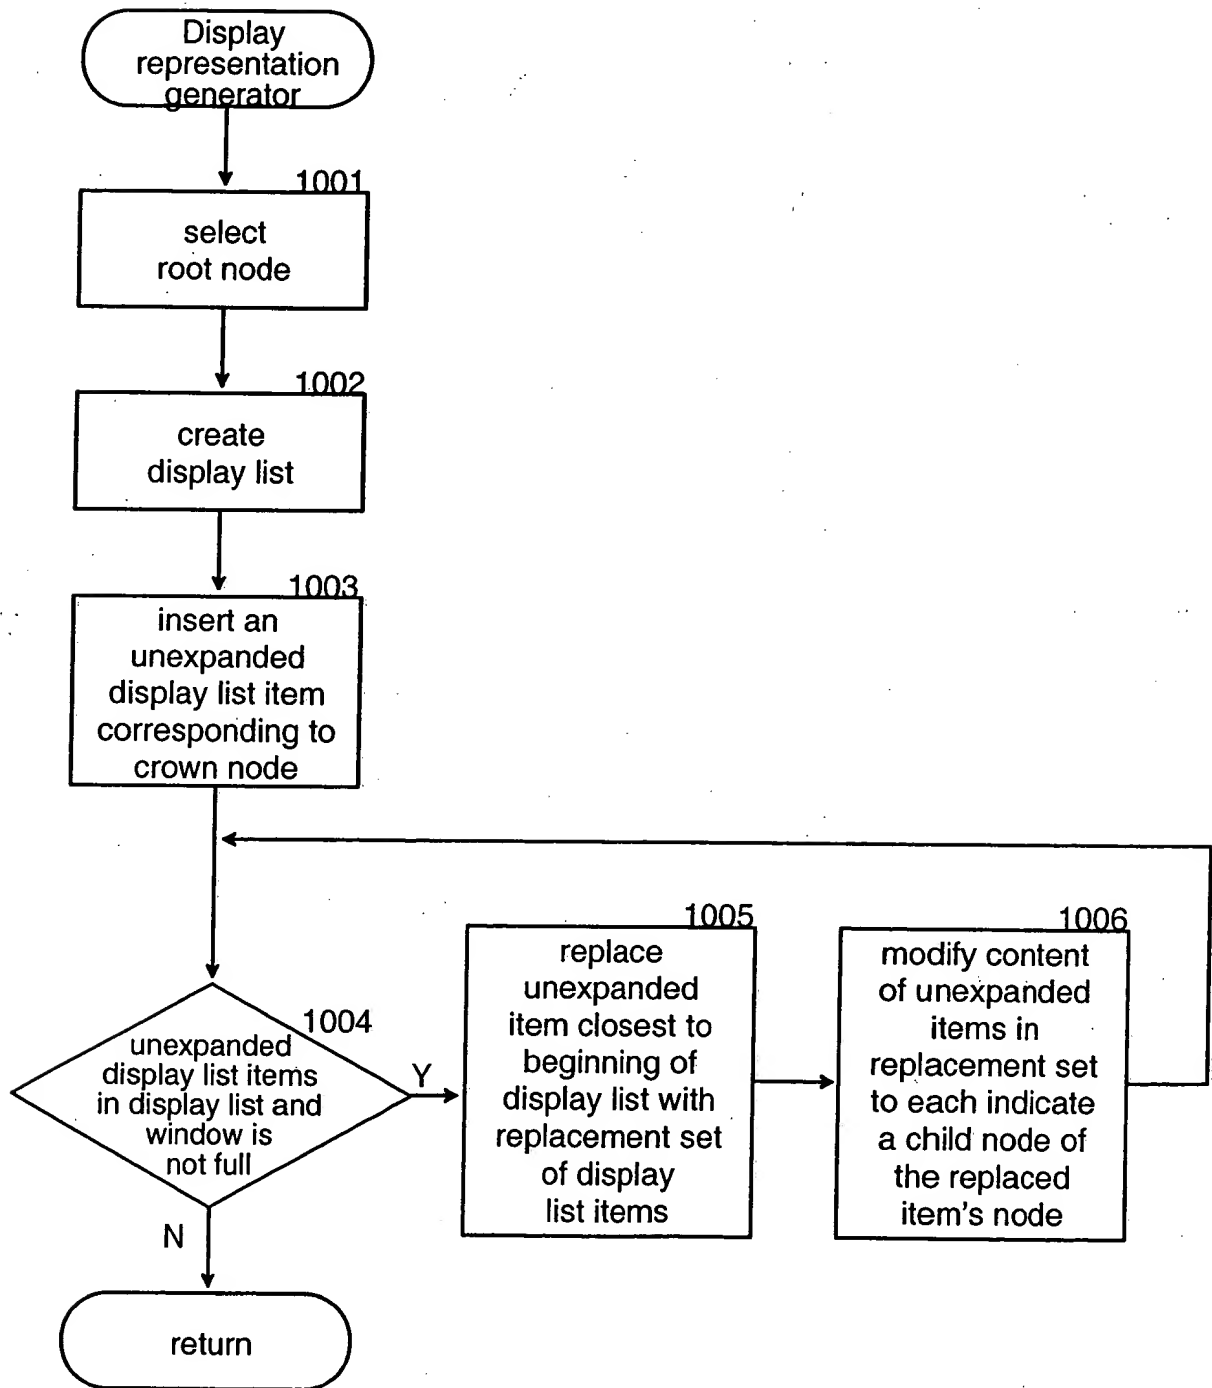 Display
representation
generator
1001
select
root node
1002
create
display list
1003
insert an
unexpanded
display list item
corresponding to
crown node
1004
unexpanded
display list items
in display list and
window is
not full
Y
N
1005
replace
unexpanded
item closest to
beginning of
display list with
replacement set
of display
list items
1006
modify content
of unexpanded
items in
replacement set
to each indicate
a child node of
the replaced
item's node
return